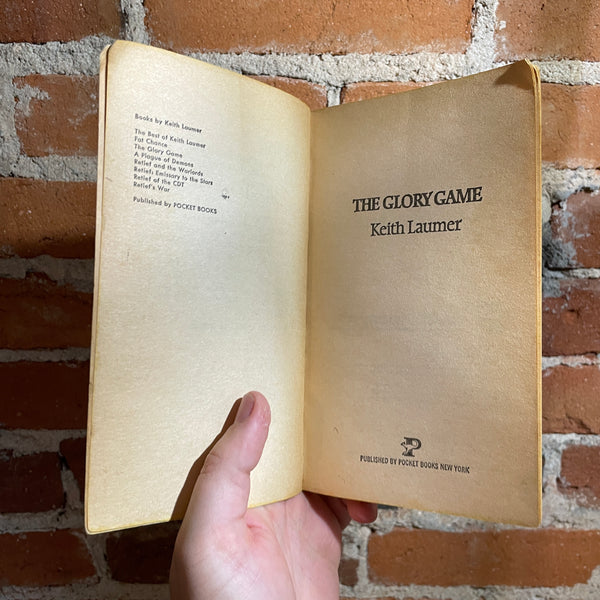 Books by Keith Laumer
The Best of Keith Laumer
Fat Chance
The Glory Game
A Plague of Demons
Retief and the Warlords
Retief: Emissary to the Stars
Retief of the CDT
Retief's War
Published by POCKET BOOKS
THE GLORY GAME
Keith Laumer
P
PUBLISHED BY POCKET BOOKS NEW YORK